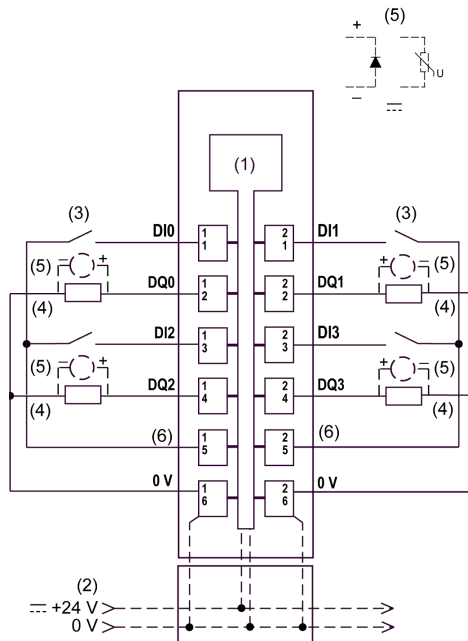 (5)
+
U
−
(1)
(3) (3)
DI0 1 1 2 1 DI1
(5) − + + − (5)
DQ0 1 2 2 2 DQ1
(4) (4)
DI2 1 3 2 3 DI3
(5) − + + − (5)
DQ2 1 4 2 4 DQ3
(4) (4)
(6) 1 5 2 5 (6)
0 V 1 6 2 6 0 V
(2)
+24 V
0 V